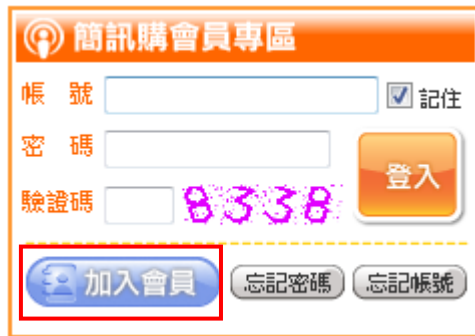 簡訊購會員專區
帳 號 記住
密 碼
登入
驗證碼 8338
加入會員 忘記密碼 忘記帳號